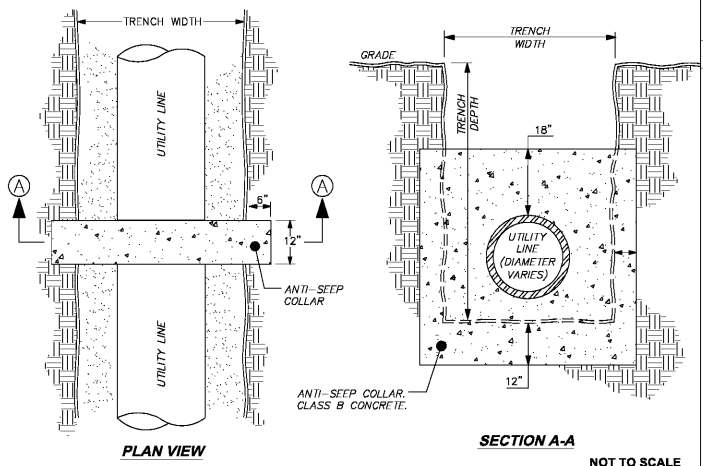 TRENCH WIDTH
UTILITY LINE
A
A
6"
12"
ANTI-SEEP
COLLAR
UTILITY LINE
PLAN VIEW
TRENCH
WIDTH
GRADE
TRENCH
DEPTH
18"
UTILITY
LINE
(DIAMETER
VARIES)
12"
ANTI-SEEP COLLAR.
CLASS B CONCRETE.
SECTION A-A
NOT TO SCALE